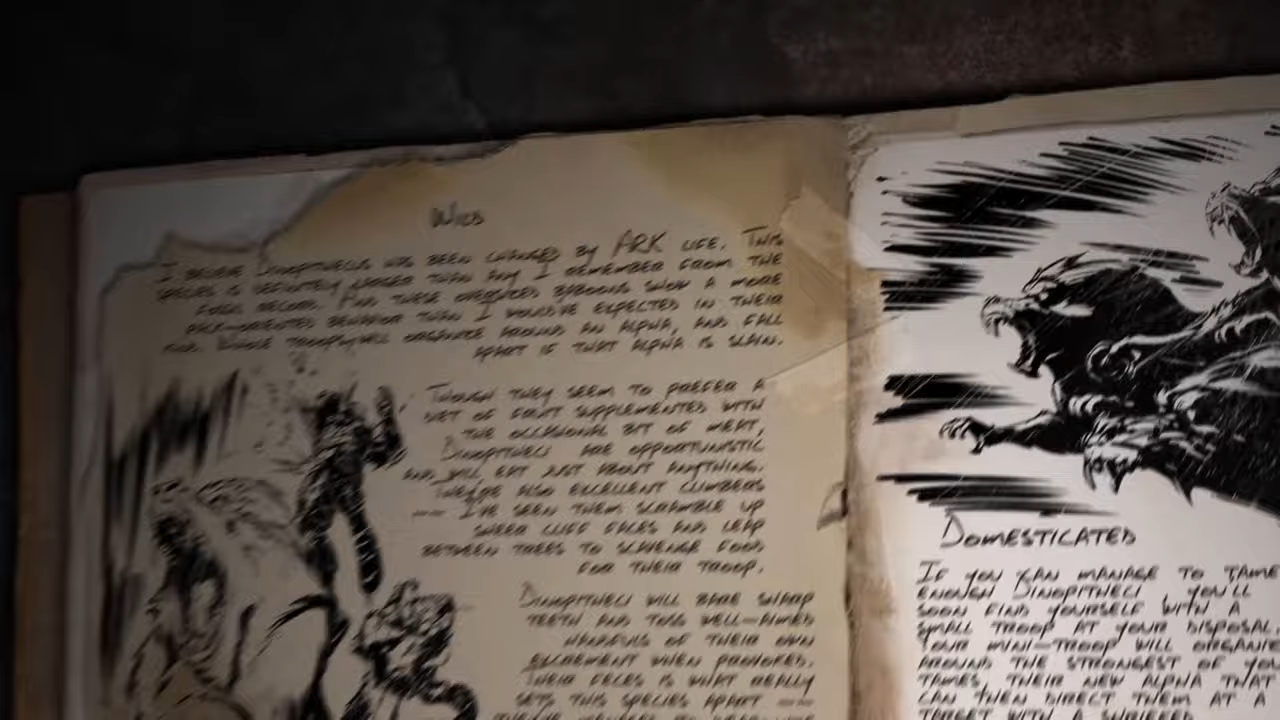 Wild
I believe Dinopithecus has been changed by ARK life. This
species is definitely larger than any I remember from the
fossil record. And these oversized baboons show a more
pack-oriented behavior than I would've expected in their
kind. Whole troops will organize around an alpha, and fall
apart if that alpha is slain.
Though they seem to prefer a
diet of fruit supplemented with
the occasional bit of meat,
Dinopitheci are opportunistic
and will eat just about anything.
They're also excellent climbers
-- I've seen them scramble up
sheer cliff faces and leap
between trees to scavenge food
for their troop.
Dinopitheci will bare sharp
teeth and toss well-aimed
handfuls of their own
excrement when provoked.
Their feces is what really
sets this species apart --
Domesticated
If you can manage to tame
enough Dinopitheci, you'll
soon find yourself with a
small troop at your disposal.
Your mini-troop will organize
around the strongest of you
tames, their new alpha that
can then direct them at a
target with a